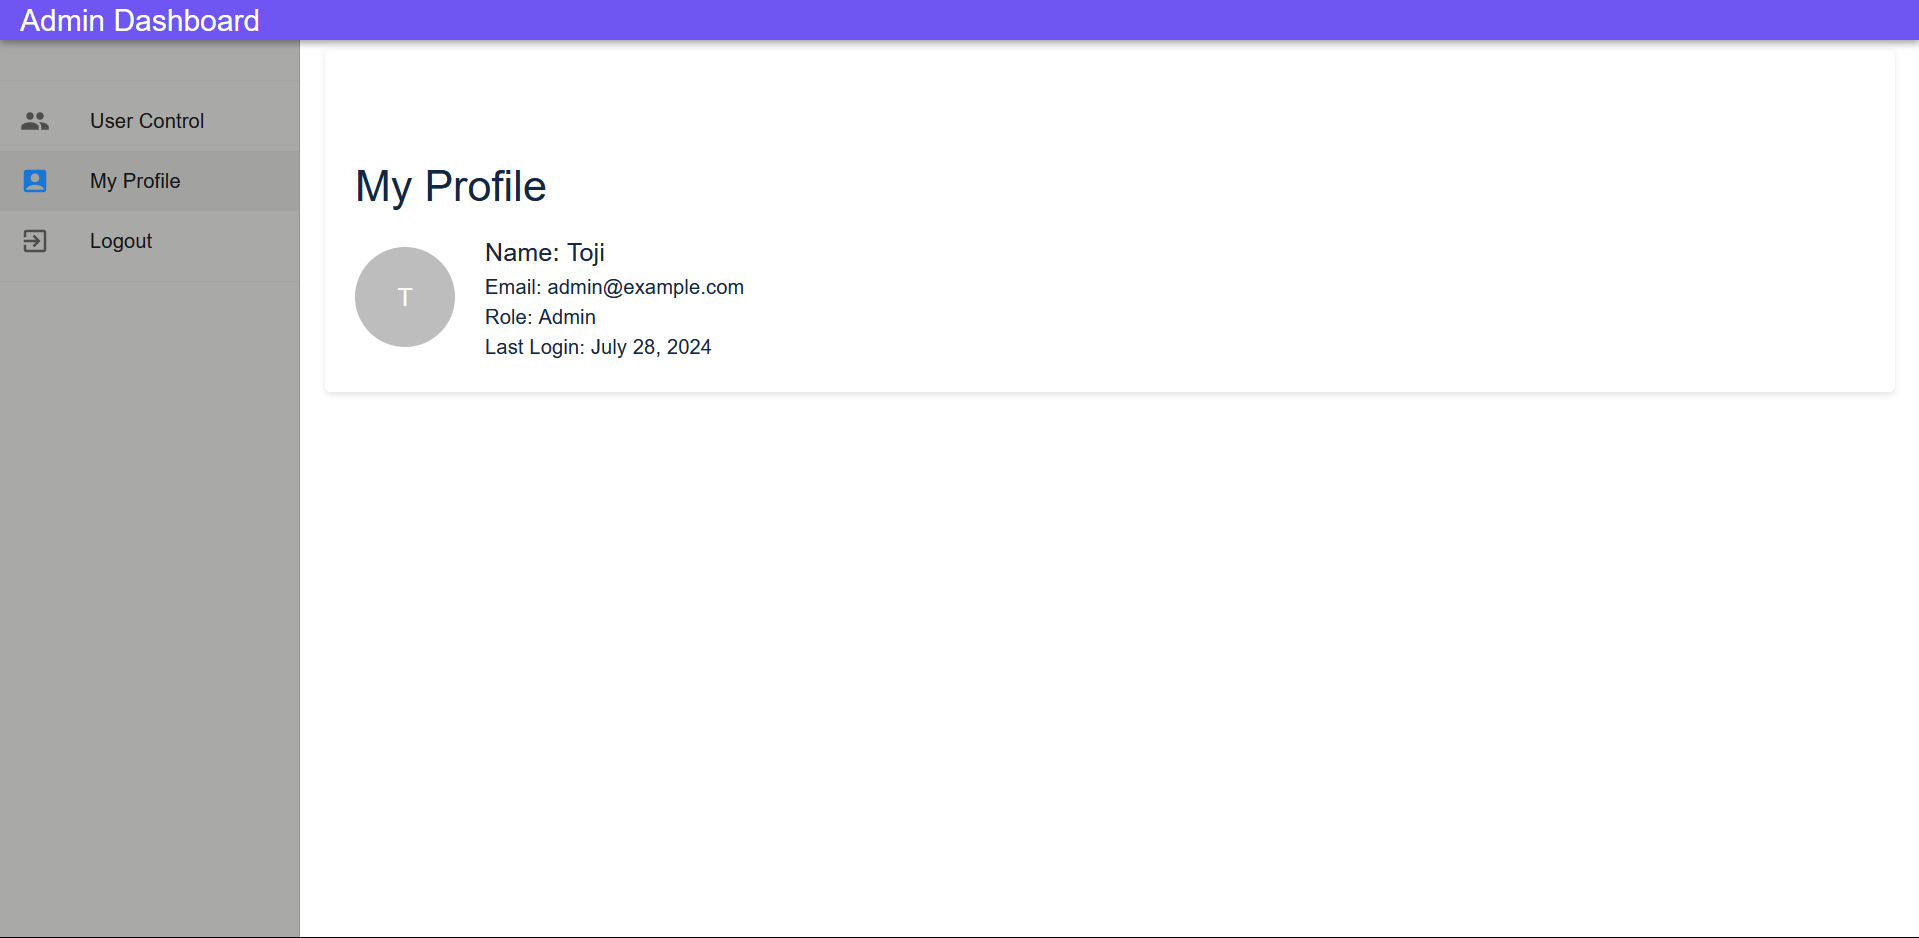 Admin Dashboard
User Control
My Profile
Logout
My Profile
T
Name: Toji
Email: admin@example.com
Role: Admin
Last Login: July 28, 2024